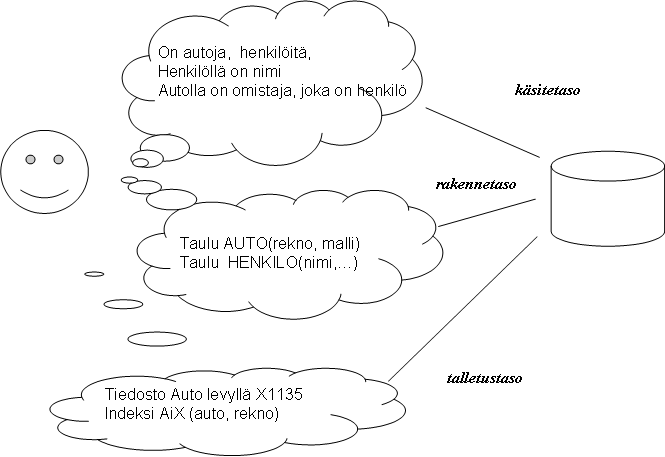 On autoja, henkilöitä,
Henkilöllä on nimi
Autolla on omistaja, joka on henkilö
käsitetaso
rakennetaso
Taulu AUTO(rekno, malli)
Taulu HENKILO(nimi,...)
talletustaso
Tiedosto Auto levyllä X1135
Indeksi AiX (auto, rekno)